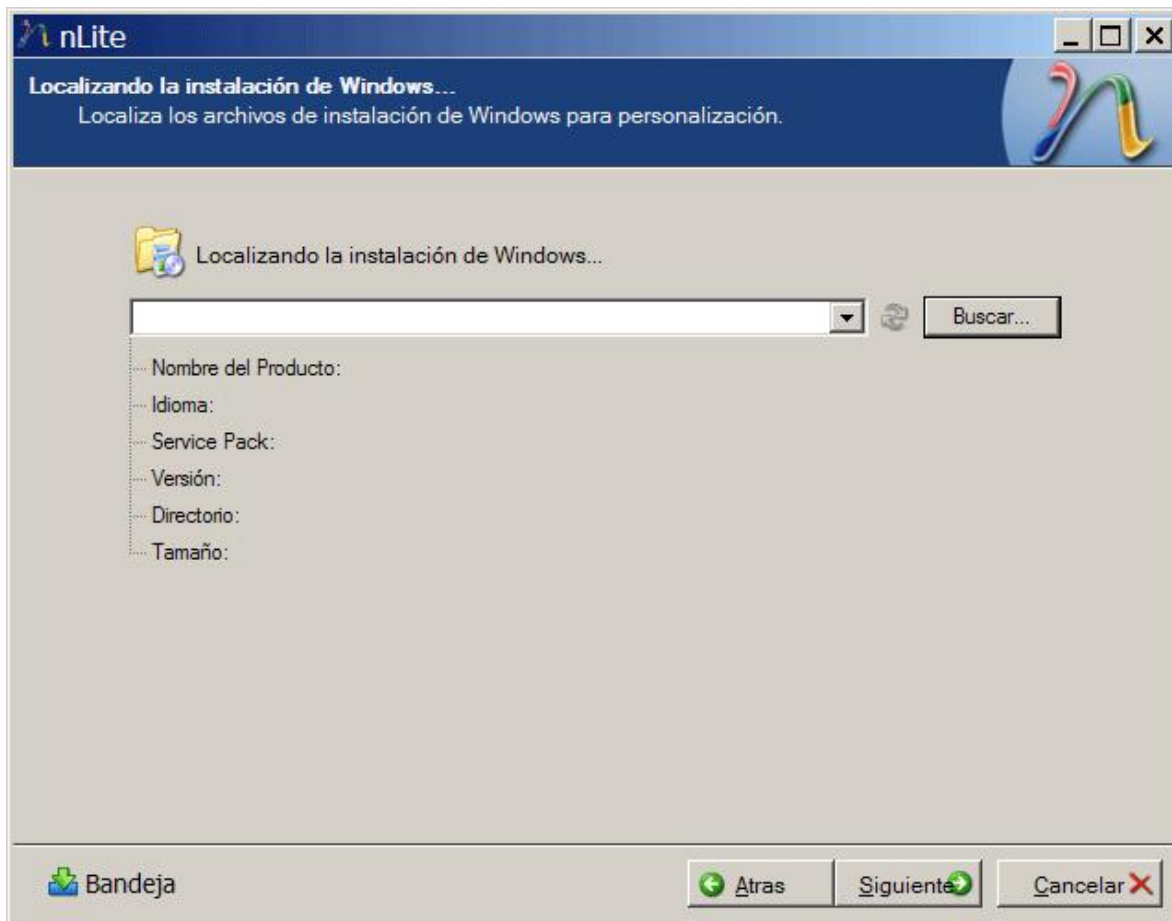 nLite
Localizando la instalación de Windows...
Localiza los archivos de instalación de Windows para personalización.
Localizando la instalación de Windows...
Buscar...
Nombre del Producto:
Idioma:
Service Pack:
Versión:
Directorio:
Tamaño:
Bandeja
Atras
Siguiente
Cancelar